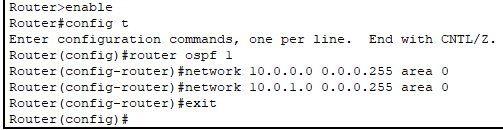 Router>enable
Router#config t
Enter configuration commands, one per line.  End with CNTL/Z.
Router(config)#router ospf 1
Router(config-router)#network 10.0.0.0 0.0.0.255 area 0
Router(config-router)#network 10.0.1.0 0.0.0.255 area 0
Router(config-router)#exit
Router(config)#